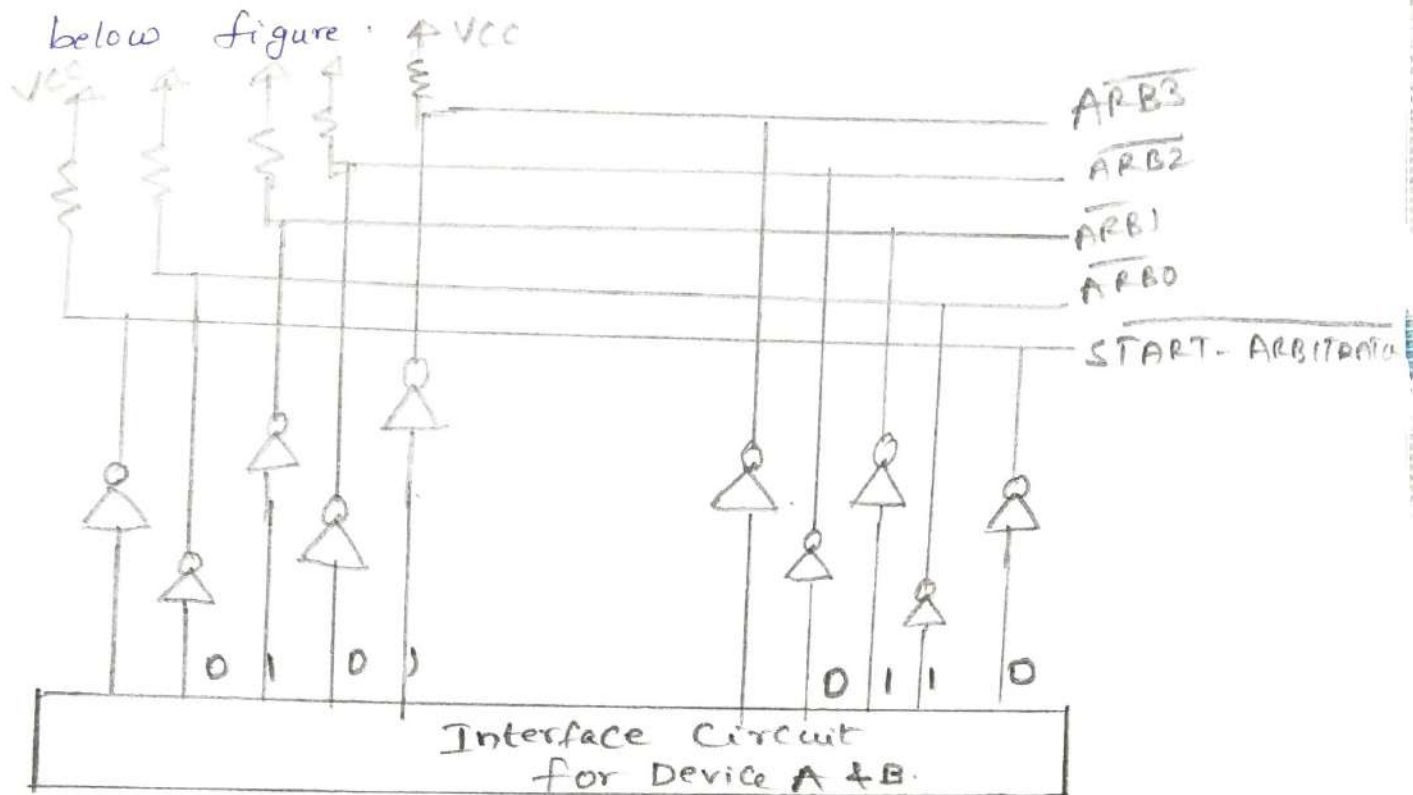 below figure.
VCC
VCC
ARB3
ARB2
ARB1
ARB0
START-ARBITRATIO
0 1 0 1
0 1 1 0
Interface Circuit
for Device A & B.